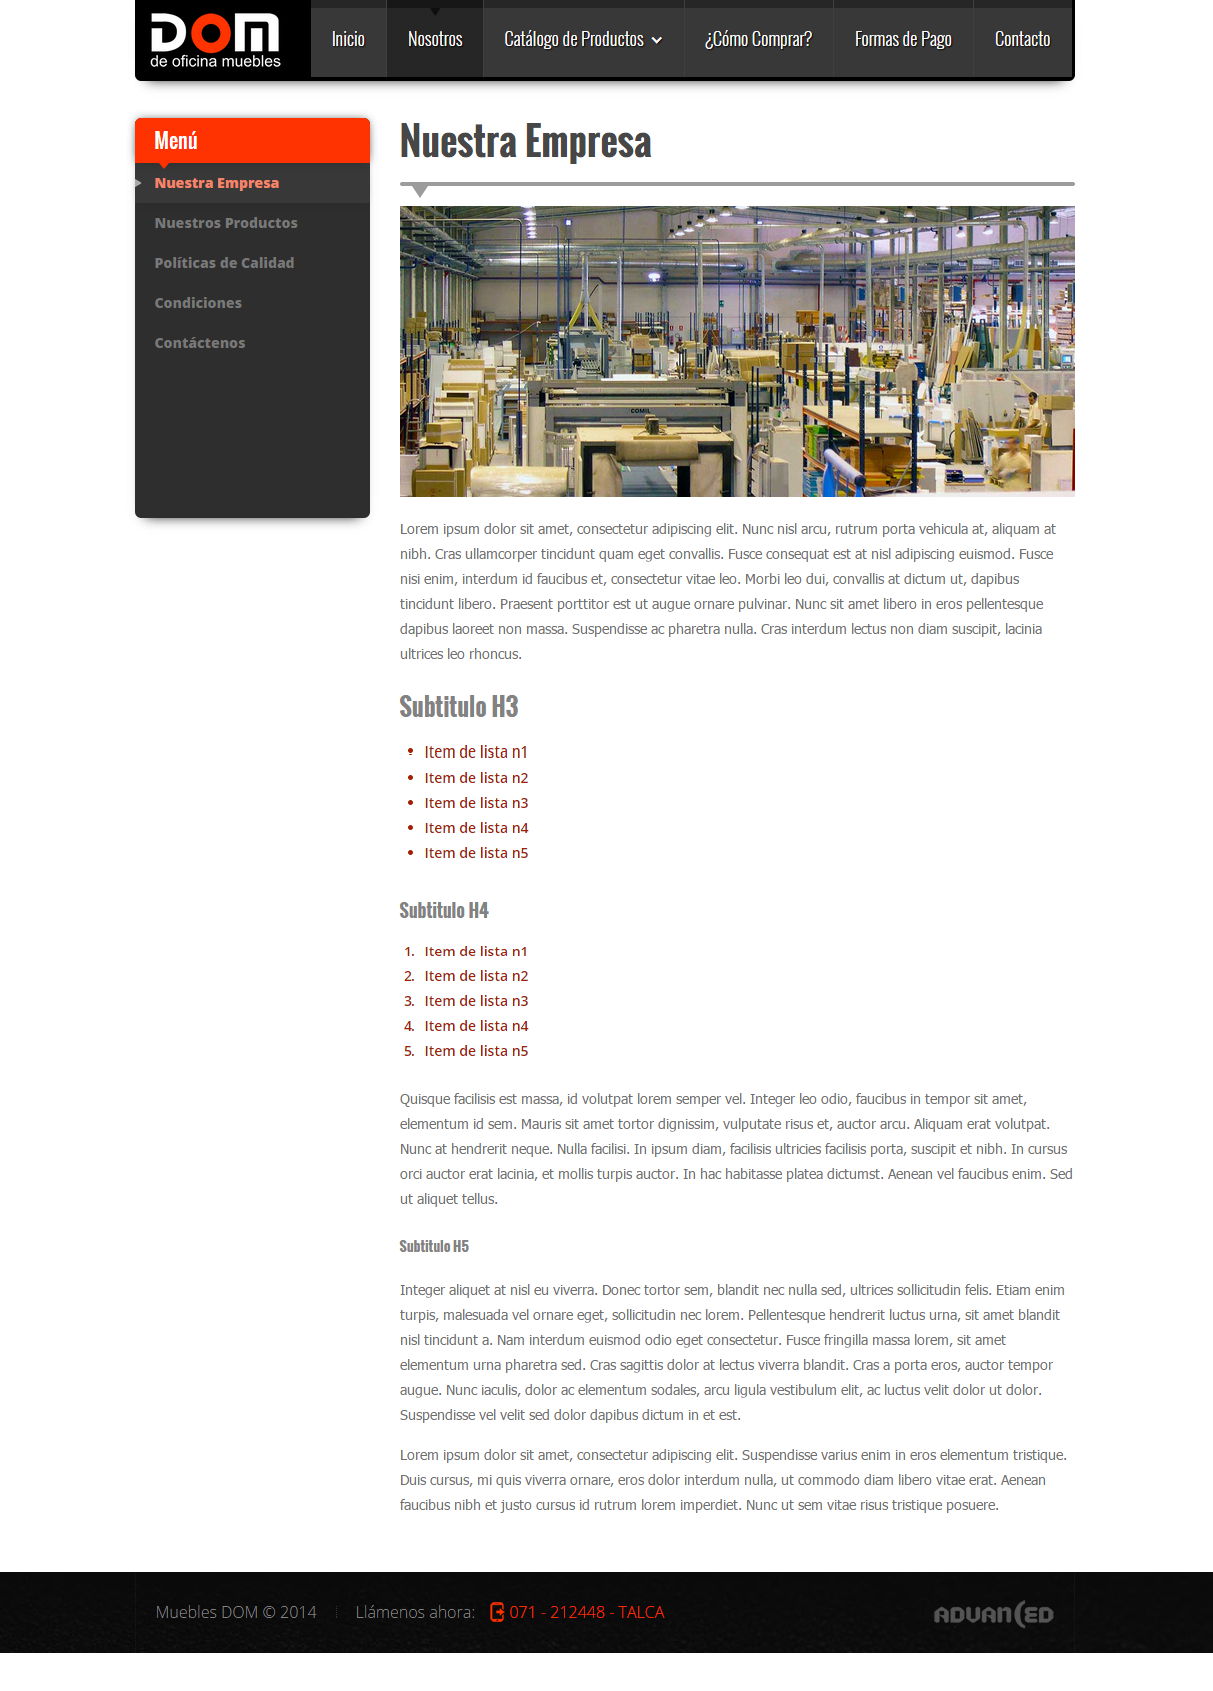 DOM
de oficina muebles
Inicio
Nosotros
Catálogo de Productos
¿Cómo Comprar?
Formas de Pago
Contacto
Menú
Nuestra Empresa
Nuestros Productos
Políticas de Calidad
Condiciones
Contáctenos
Nuestra Empresa
COMIL
Lorem ipsum dolor sit amet, consectetur adipiscing elit. Nunc nisl arcu, rutrum porta vehicula at, aliquam at
nibh. Cras ullamcorper tincidunt quam eget convallis. Fusce consequat est at nisl adipiscing euismod. Fusce
nisi enim, interdum id faucibus et, consectetur vitae leo. Morbi leo dui, convallis at dictum ut, dapibus
tincidunt libero. Praesent porttitor est ut augue ornare pulvinar. Nunc sit amet libero in eros pellentesque
dapibus laoreet non massa. Suspendisse ac pharetra nulla. Cras interdum lectus non diam suscipit, lacinia
ultrices leo rhoncus.
Subtitulo H3
• Item de lista n1
• Item de lista n2
• Item de lista n3
• Item de lista n4
• Item de lista n5
Subtitulo H4
1. Item de lista n1
2. Item de lista n2
3. Item de lista n3
4. Item de lista n4
5. Item de lista n5
Quisque facilisis est massa, id volutpat lorem semper vel. Integer leo odio, faucibus in tempor sit amet,
elementum id sem. Mauris sit amet tortor dignissim, vulputate risus et, auctor arcu. Aliquam erat volutpat.
Nunc at hendrerit neque. Nulla facilisi. In ipsum diam, facilisis ultricies facilisis porta, suscipit et nibh. In cursus
orci auctor erat lacinia, et mollis turpis auctor. In hac habitasse platea dictumst. Aenean vel faucibus enim. Sed
ut aliquet tellus.
Subtitulo H5
Integer aliquet at nisl eu viverra. Donec tortor sem, blandit nec nulla sed, ultrices sollicitudin felis. Etiam enim
turpis, malesuada vel ornare eget, sollicitudin nec lorem. Pellentesque hendrerit luctus urna, sit amet blandit
nisl tincidunt a. Nam interdum euismod odio eget consectetur. Fusce fringilla massa lorem, sit amet
elementum urna pharetra sed. Cras sagittis dolor at lectus viverra blandit. Cras a porta eros, auctor tempor
augue. Nunc iaculis, dolor ac elementum sodales, arcu ligula vestibulum elit, ac luctus velit dolor ut dolor.
Suspendisse vel velit sed dolor dapibus dictum in et est.
Lorem ipsum dolor sit amet, consectetur adipiscing elit. Suspendisse varius enim in eros elementum tristique.
Duis cursus, mi quis viverra ornare, eros dolor interdum nulla, ut commodo diam libero vitae erat. Aenean
faucibus nibh et justo cursus id rutrum lorem imperdiet. Nunc ut sem vitae risus tristique posuere.
Muebles DOM © 2014
Llámenos ahora: 071 - 212448 - TALCA
ADVANCED